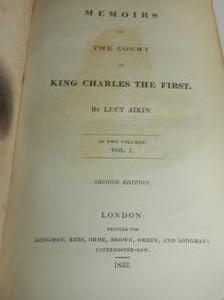 MEMOIRS
OF
THE COURT
OF
KING CHARLES THE FIRST.
BY LUCY AIKIN.
IN TWO VOLUMES.
VOL. I.
SECOND EDITION.
LONDON:
PRINTED FOR
LONGMAN, REES, ORME, BROWN, GREEN, AND LONGMAN;
PATERNOSTER-ROW.
1833.